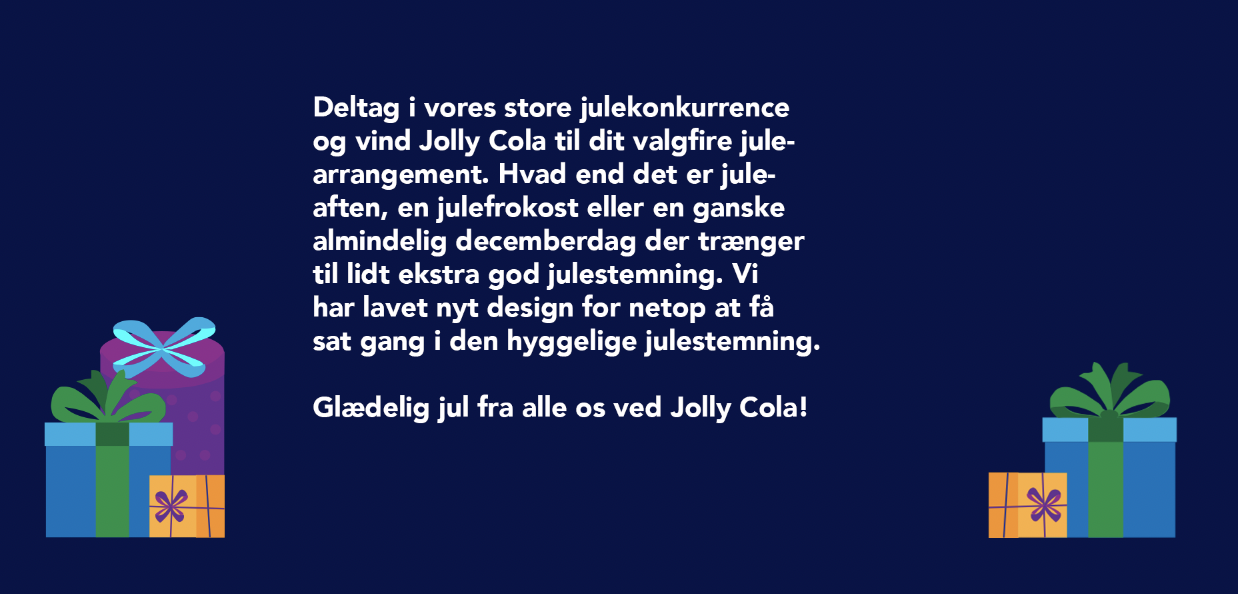 Deltag i vores store julekonkurrence
og vind Jolly Cola til dit valgfire jule-
arrangement. Hvad end det er jule-
aften, en julefrokost eller en ganske
almindelig decemberdag der trænger
til lidt ekstra god julestemning. Vi
har lavet nyt design for netop at få
sat gang i den hyggelige julestemning.
Glædelig jul fra alle os ved Jolly Cola!